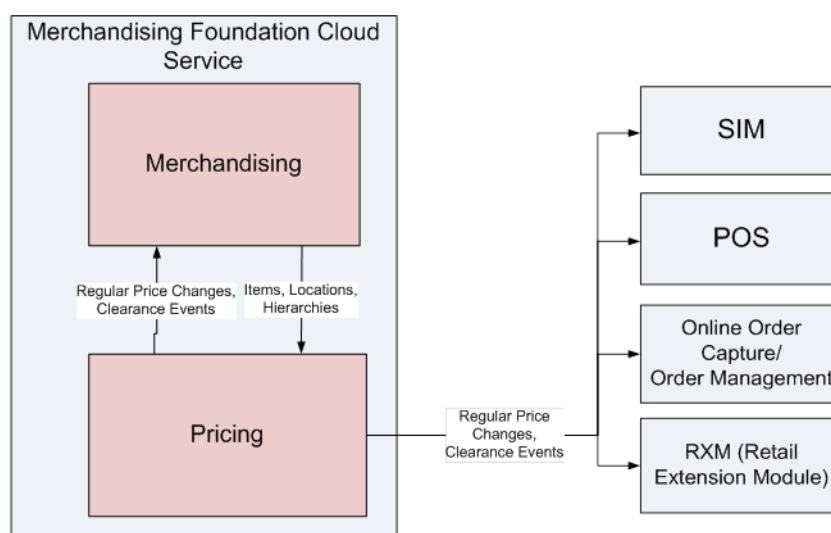 Merchandising Foundation Cloud
Service
Merchandising
Regular Price Changes,
Clearance Events
Items, Locations,
Hierarchies
Pricing
Regular Price
Changes,
Clearance Events
SIM
POS
Online Order
Capture/
Order Management
RXM (Retail
Extension Module)